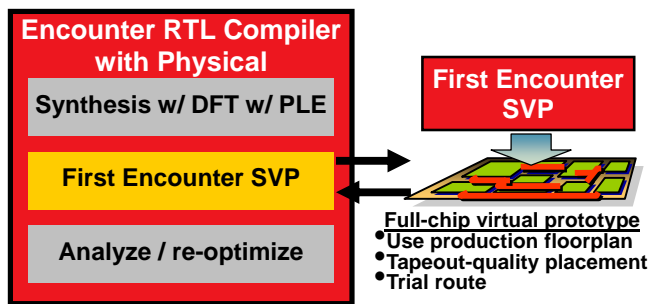 Encounter RTL Compiler
with Physical
Synthesis w/ DFT w/ PLE
First Encounter SVP
Analyze / re-optimize
First Encounter
SVP
Full-chip virtual prototype
•Use production floorplan
•Tapeout-quality placement
•Trial route